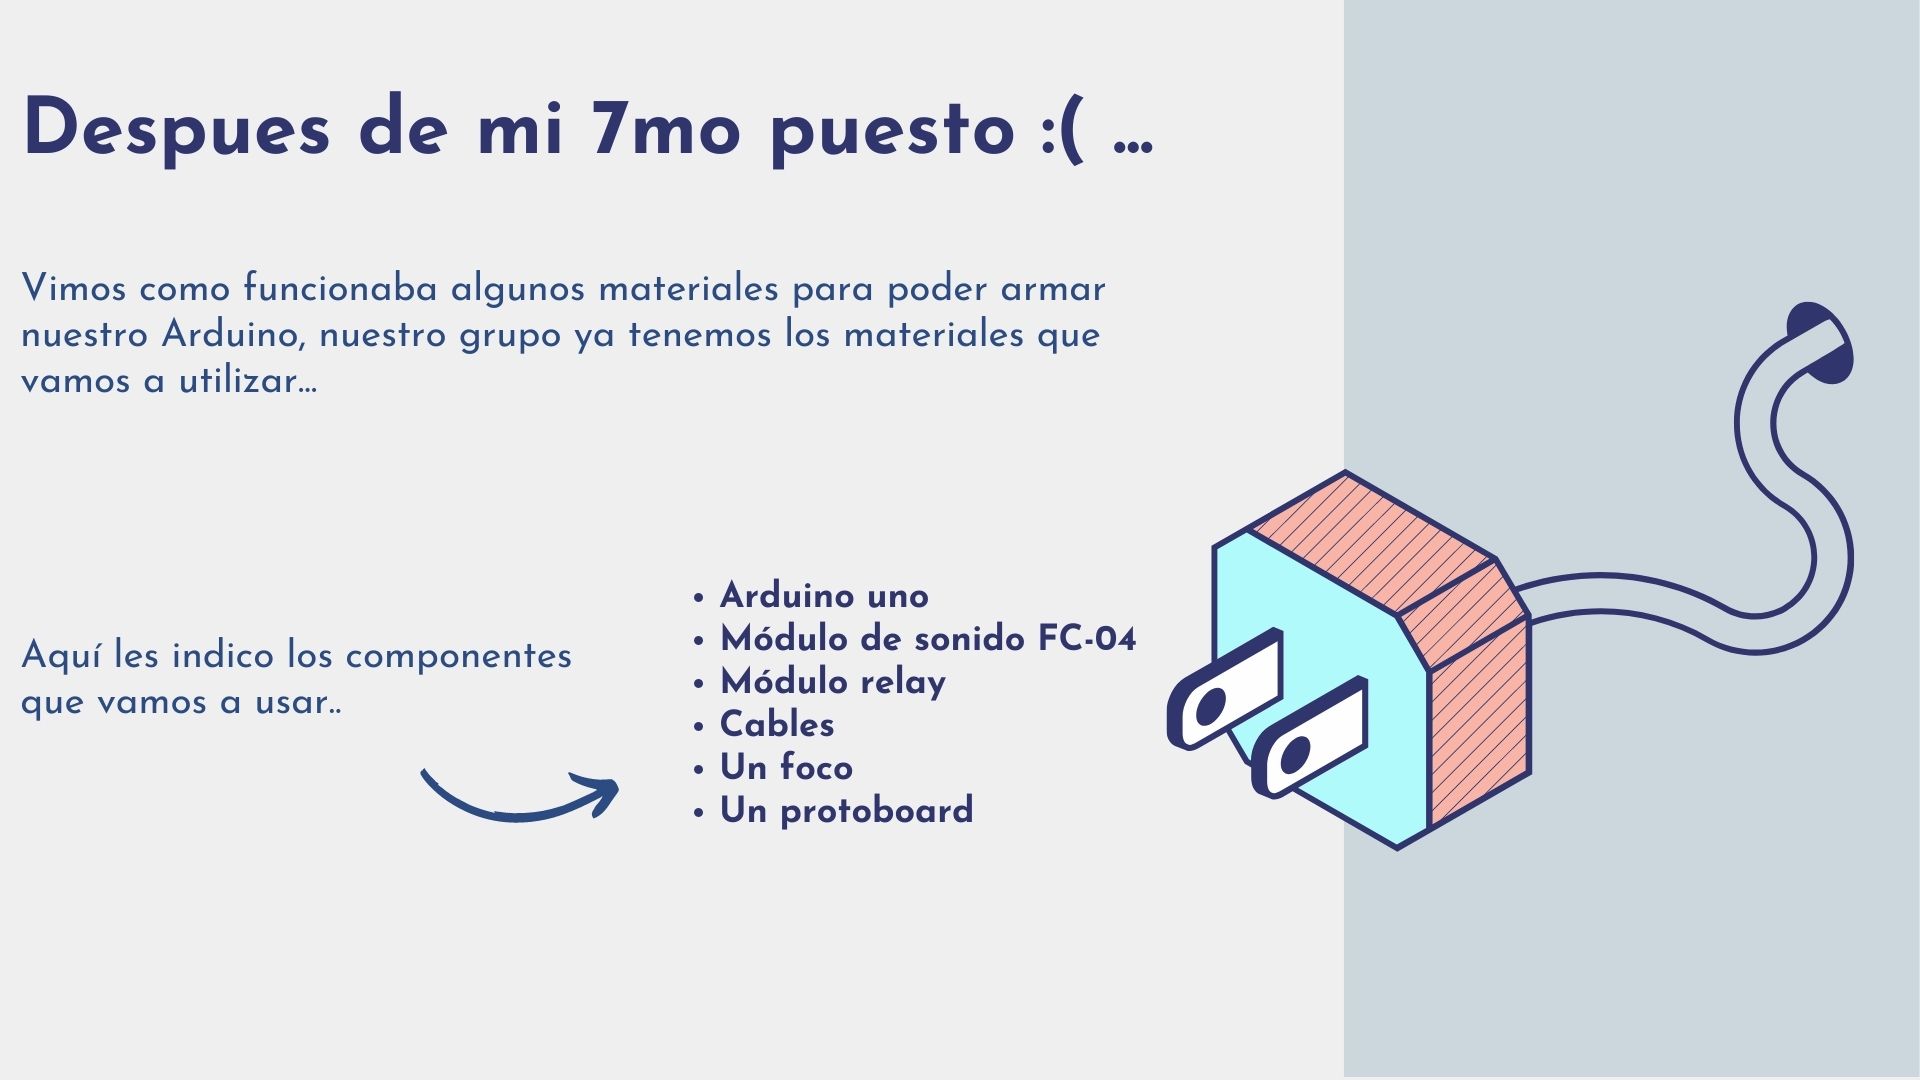 Despues de mi 7mo puesto :( ...
Vimos como funcionaba algunos materiales para poder armar
nuestro Arduino, nuestro grupo ya tenemos los materiales que
vamos a utilizar...
Aquí les indico los componentes
que vamos a usar..
• Arduino uno
• Módulo de sonido FC-04
• Módulo relay
• Cables
• Un foco
• Un protoboard